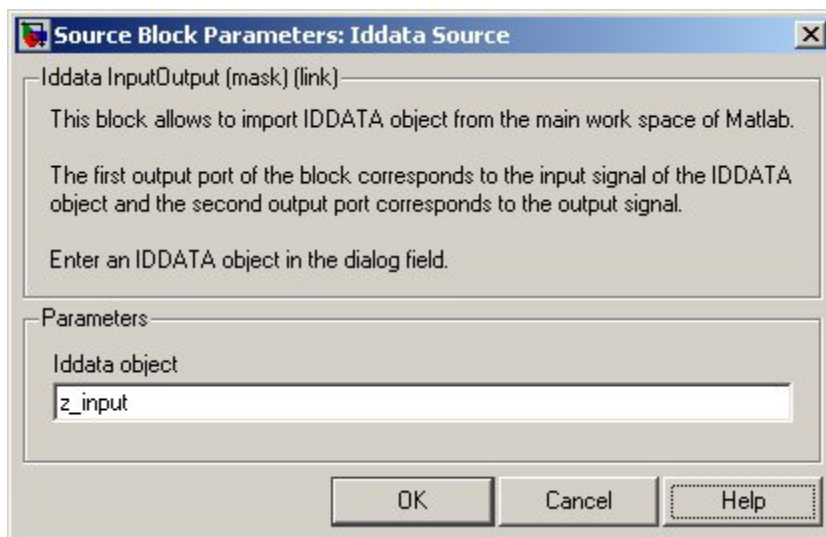 Source Block Parameters: Iddata Source
Iddata InputOutput (mask) (link)
This block allows to import IDDATA object from the main work space of Matlab.
The first output port of the block corresponds to the input signal of the IDDATA
object and the second output port corresponds to the output signal.
Enter an IDDATA object in the dialog field.
Parameters
Iddata object
z_input
OK
Cancel
Help